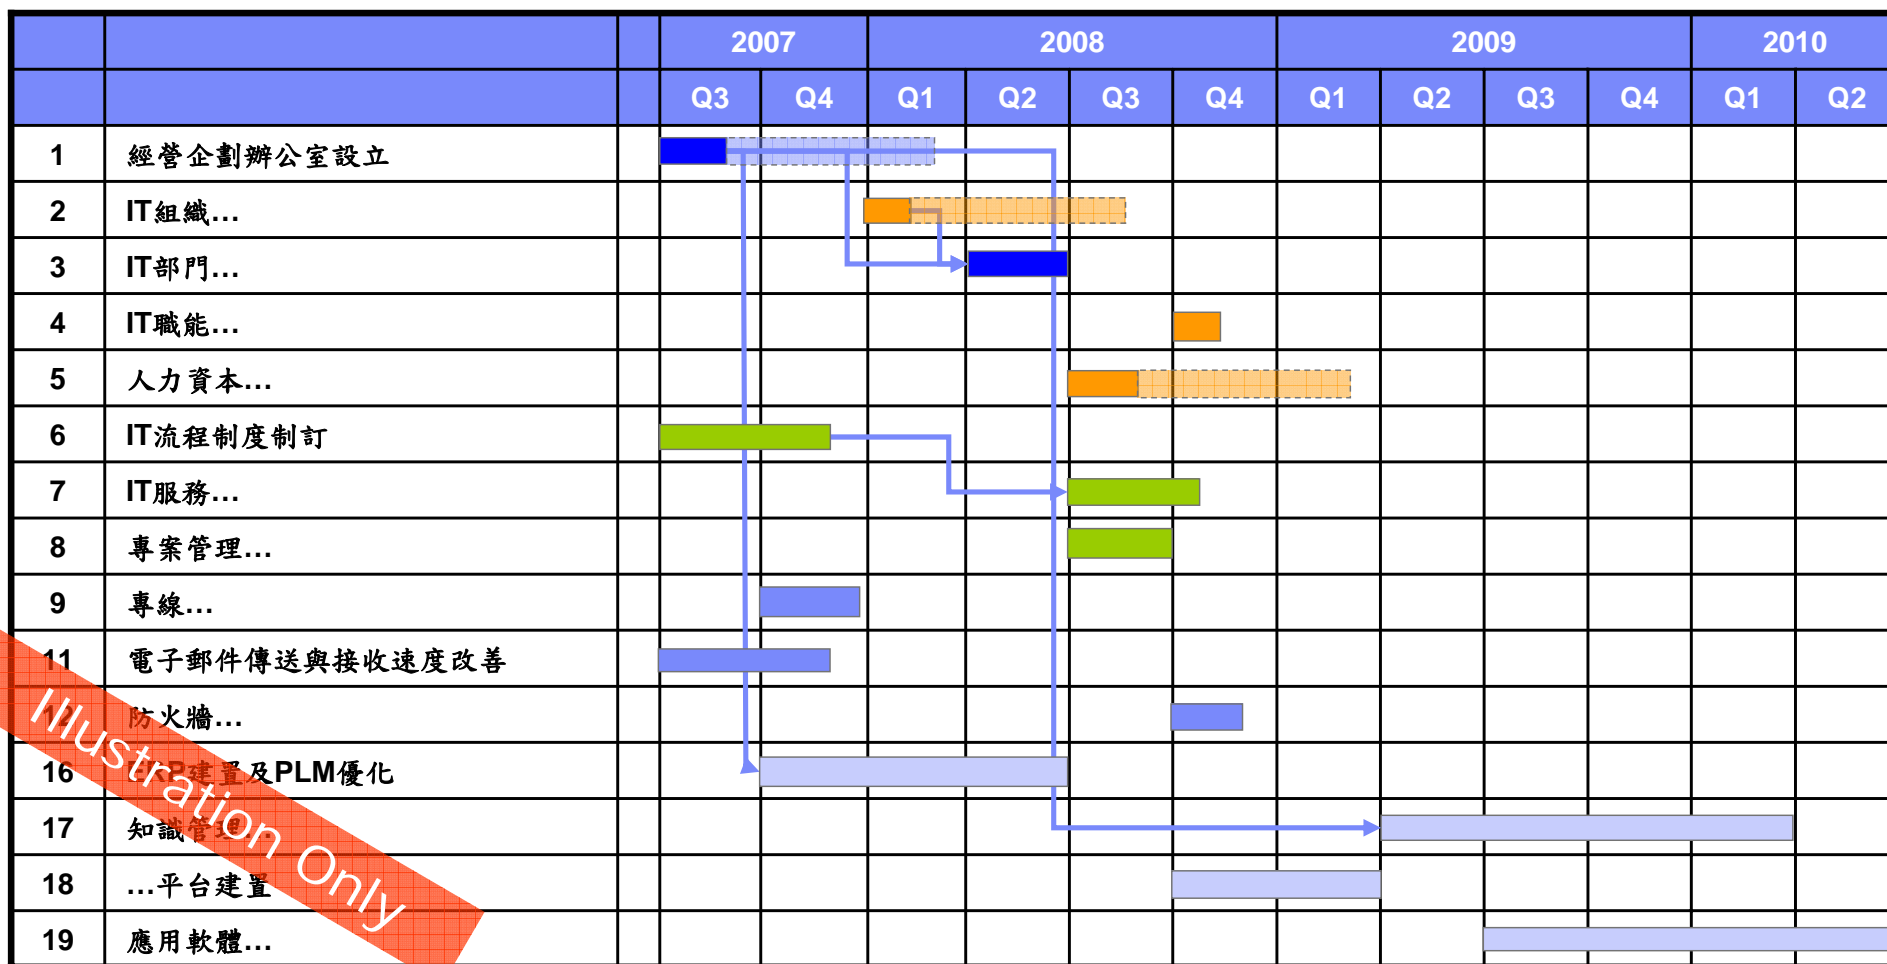 2007 2008 2009 2010
Q3 Q4 Q1 Q2 Q3 Q4 Q1 Q2 Q3 Q4 Q1 Q2
1 經營企劃辦公室設立
2 IT組織...
3 IT部門...
4 IT職能...
5 人力資本...
6 IT流程制度制訂
7 IT服務...
8 專案管理...
9 專線...
11 電子郵件傳送與接收速度改善
12 防火牆...
16 ERP建置及PLM優化
17 知識管理...
18 ...平台建置
19 應用軟體...
Illustration Only